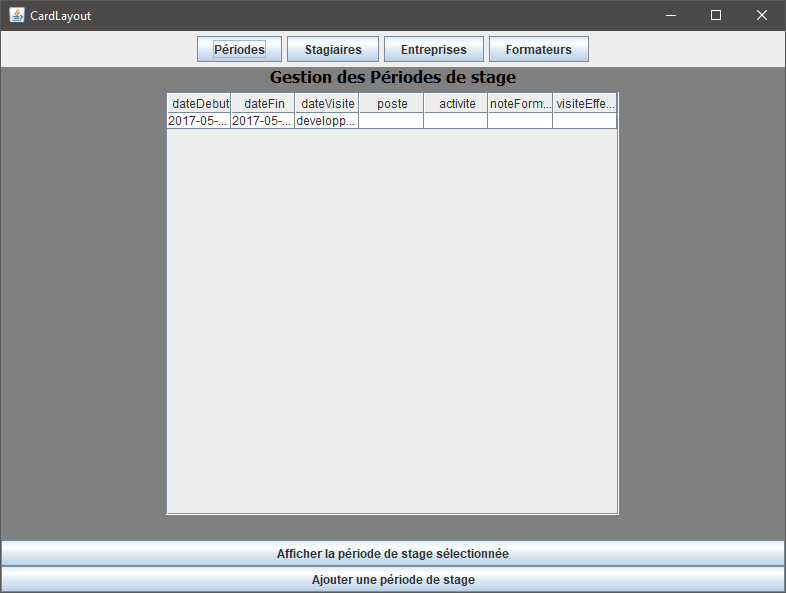 CardLayout
Périodes Stagiaires Entreprises Formateurs
Gestion des Périodes de stage
dateDebut dateFin dateVisite poste activite noteForm... visiteEffe...
2017-05-... 2017-05-... developp...
Afficher la période de stage sélectionnée
Ajouter une période de stage